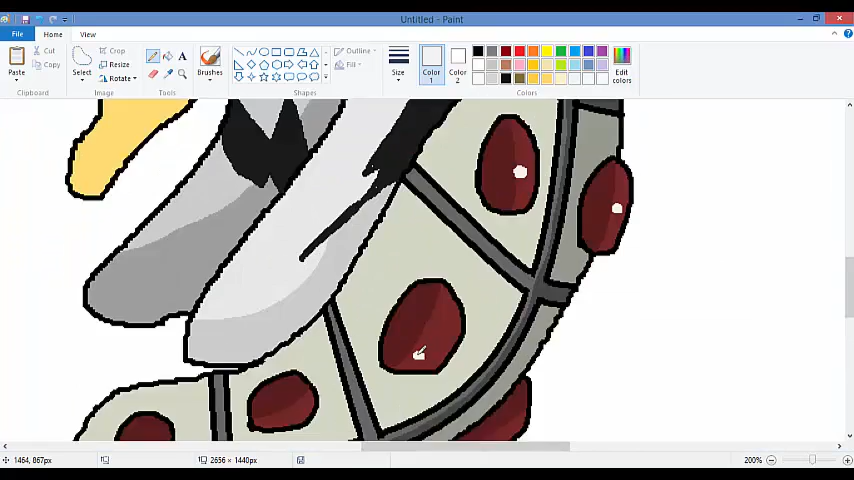 Untitled - Paint
File Home View
Paste
Cut
Copy
Clipboard
Select
Crop
Resize
Rotate
Image
A
Tools
Brushes
Outline
Fill
Shapes
Size
Color 1
Color 2
Edit colors
Colors
1464, 867px
2656 × 1440px
200%